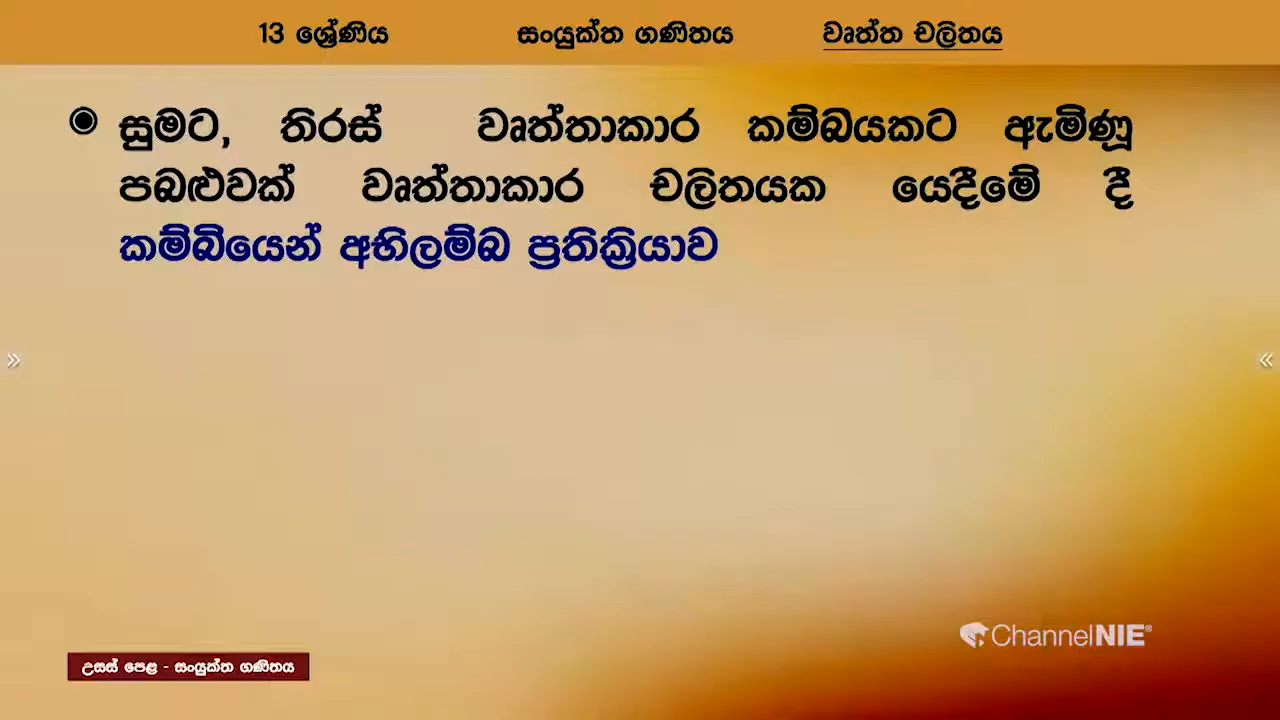 13 ශ්‍රේණිය සංයුක්ත ගණිතය වෘත්ත චලිතය
සුමට, තිරස් වෘත්තාකාර කම්බයකට ඇමිණූ
පබළුවක් වෘත්තාකාර චලිතයක යෙදීමේ දී
කම්බියෙන් අභිලම්බ ප්‍රතික්‍රියාව
ChannelNIE®
උසස් පෙළ - සංයුක්ත ගණිතය